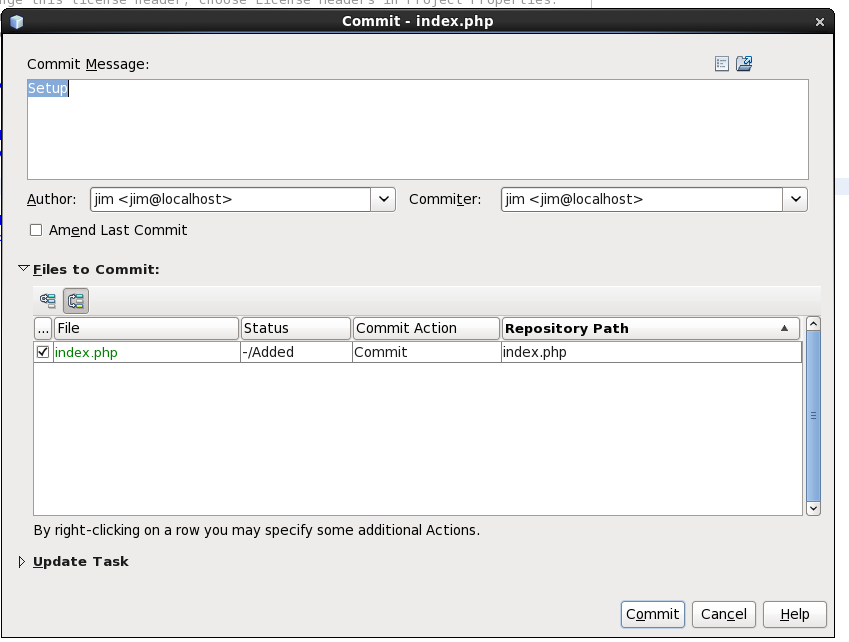 nge this license header, choose License Headers in Project Properties.
Commit - index.php
Commit Message:
Setup
Author: jim <jim@localhost> Commiter: jim <jim@localhost>
Amend Last Commit
Files to Commit:
... File Status Commit Action Repository Path
index.php -/Added Commit index.php
By right-clicking on a row you may specify some additional Actions.
Update Task
Commit Cancel Help